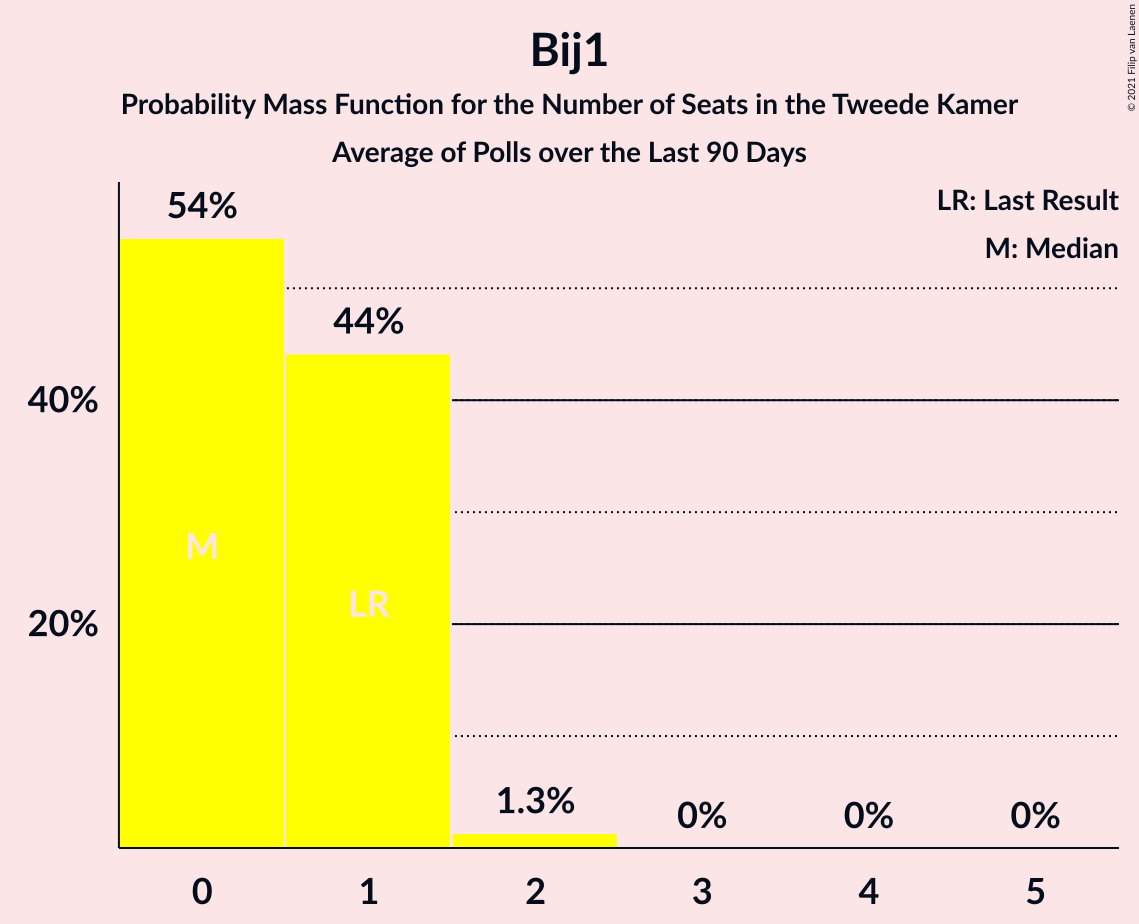 Bij1
Probability Mass Function for the Number of Seats in the Tweede Kamer
Average of Polls over the Last 90 Days
© 2021 Filip van Laenen
LR: Last Result
M: Median
54%
44%
40%
M
LR
20%
1.3%
0%
0%
0%
0
1
2
3
4
5